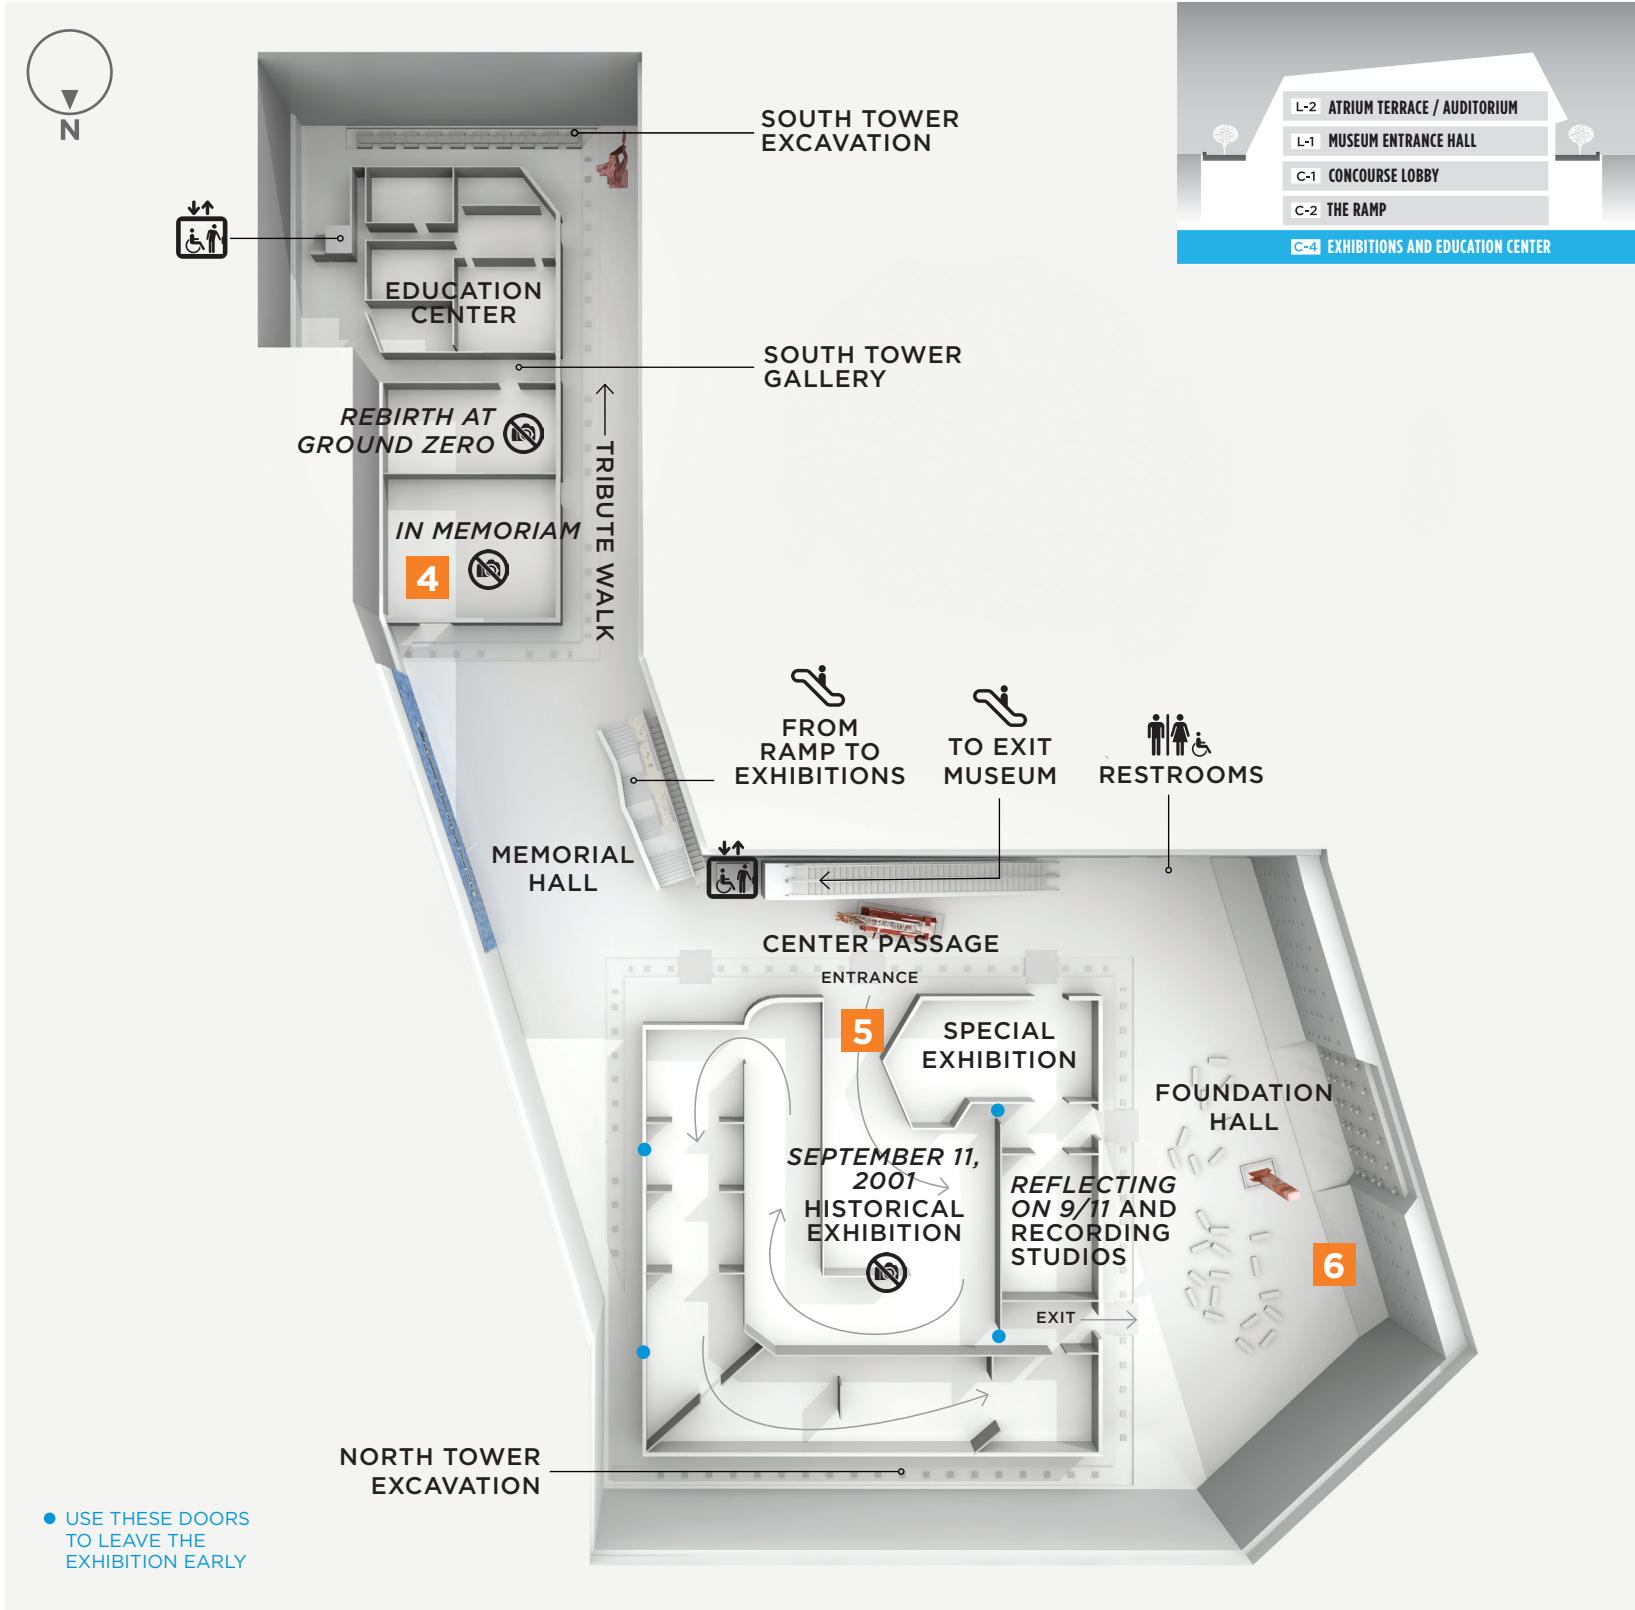 N
L-2 ATRIUM TERRACE / AUDITORIUM
L-1 MUSEUM ENTRANCE HALL
C-1 CONCOURSE LOBBY
C-2 THE RAMP
C-4 EXHIBITIONS AND EDUCATION CENTER
SOUTH TOWER
EXCAVATION
EDUCATION
CENTER
SOUTH TOWER
GALLERY
REBIRTH AT
GROUND ZERO
TRIBUTE WALK
IN MEMORIAM
4
FROM
RAMP TO
EXHIBITIONS
TO EXIT
MUSEUM
RESTROOMS
MEMORIAL
HALL
CENTER PASSAGE
ENTRANCE
5
SPECIAL
EXHIBITION
FOUNDATION
HALL
SEPTEMBER 11,
2001
HISTORICAL
EXHIBITION
REFLECTING
ON 9/11 AND
RECORDING
STUDIOS
6
EXIT
NORTH TOWER
EXCAVATION
USE THESE DOORS
TO LEAVE THE
EXHIBITION EARLY